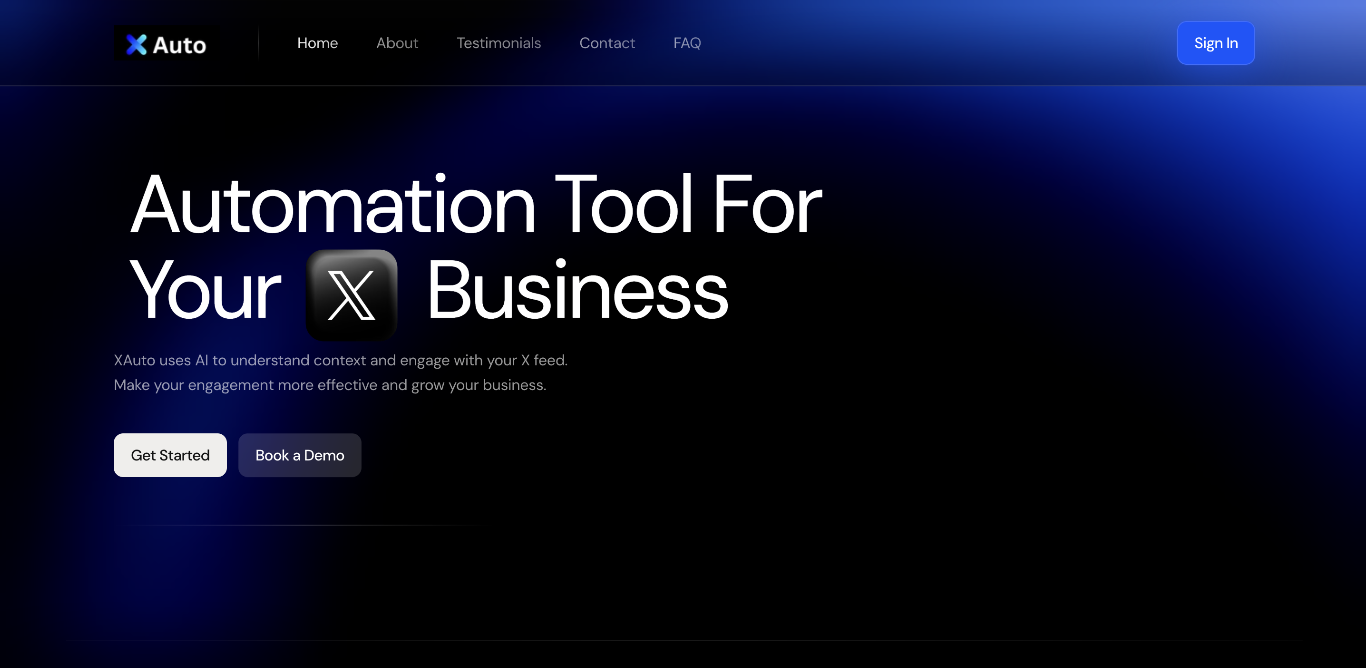 X Auto
Home
About
Testimonials
Contact
FAQ
Sign In
Automation Tool For
Your X Business
XAuto uses AI to understand context and engage with your X feed.
Make your engagement more effective and grow your business.
Get Started
Book a Demo